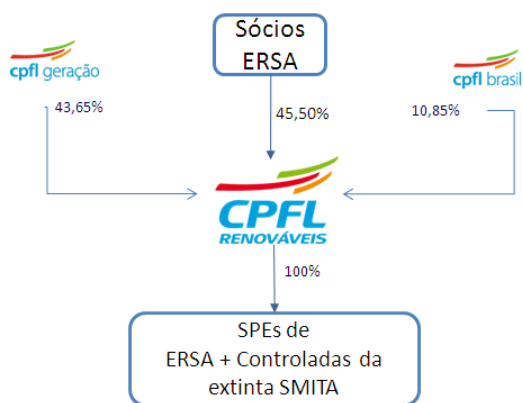 Sócios
ERSA
cpfl geração
cpfl brasil
43,65%
45,50%
10,85%
CPFL
RENOVÁVEIS
100%
SPEs de
ERSA + Controladas da
extinta SMITA